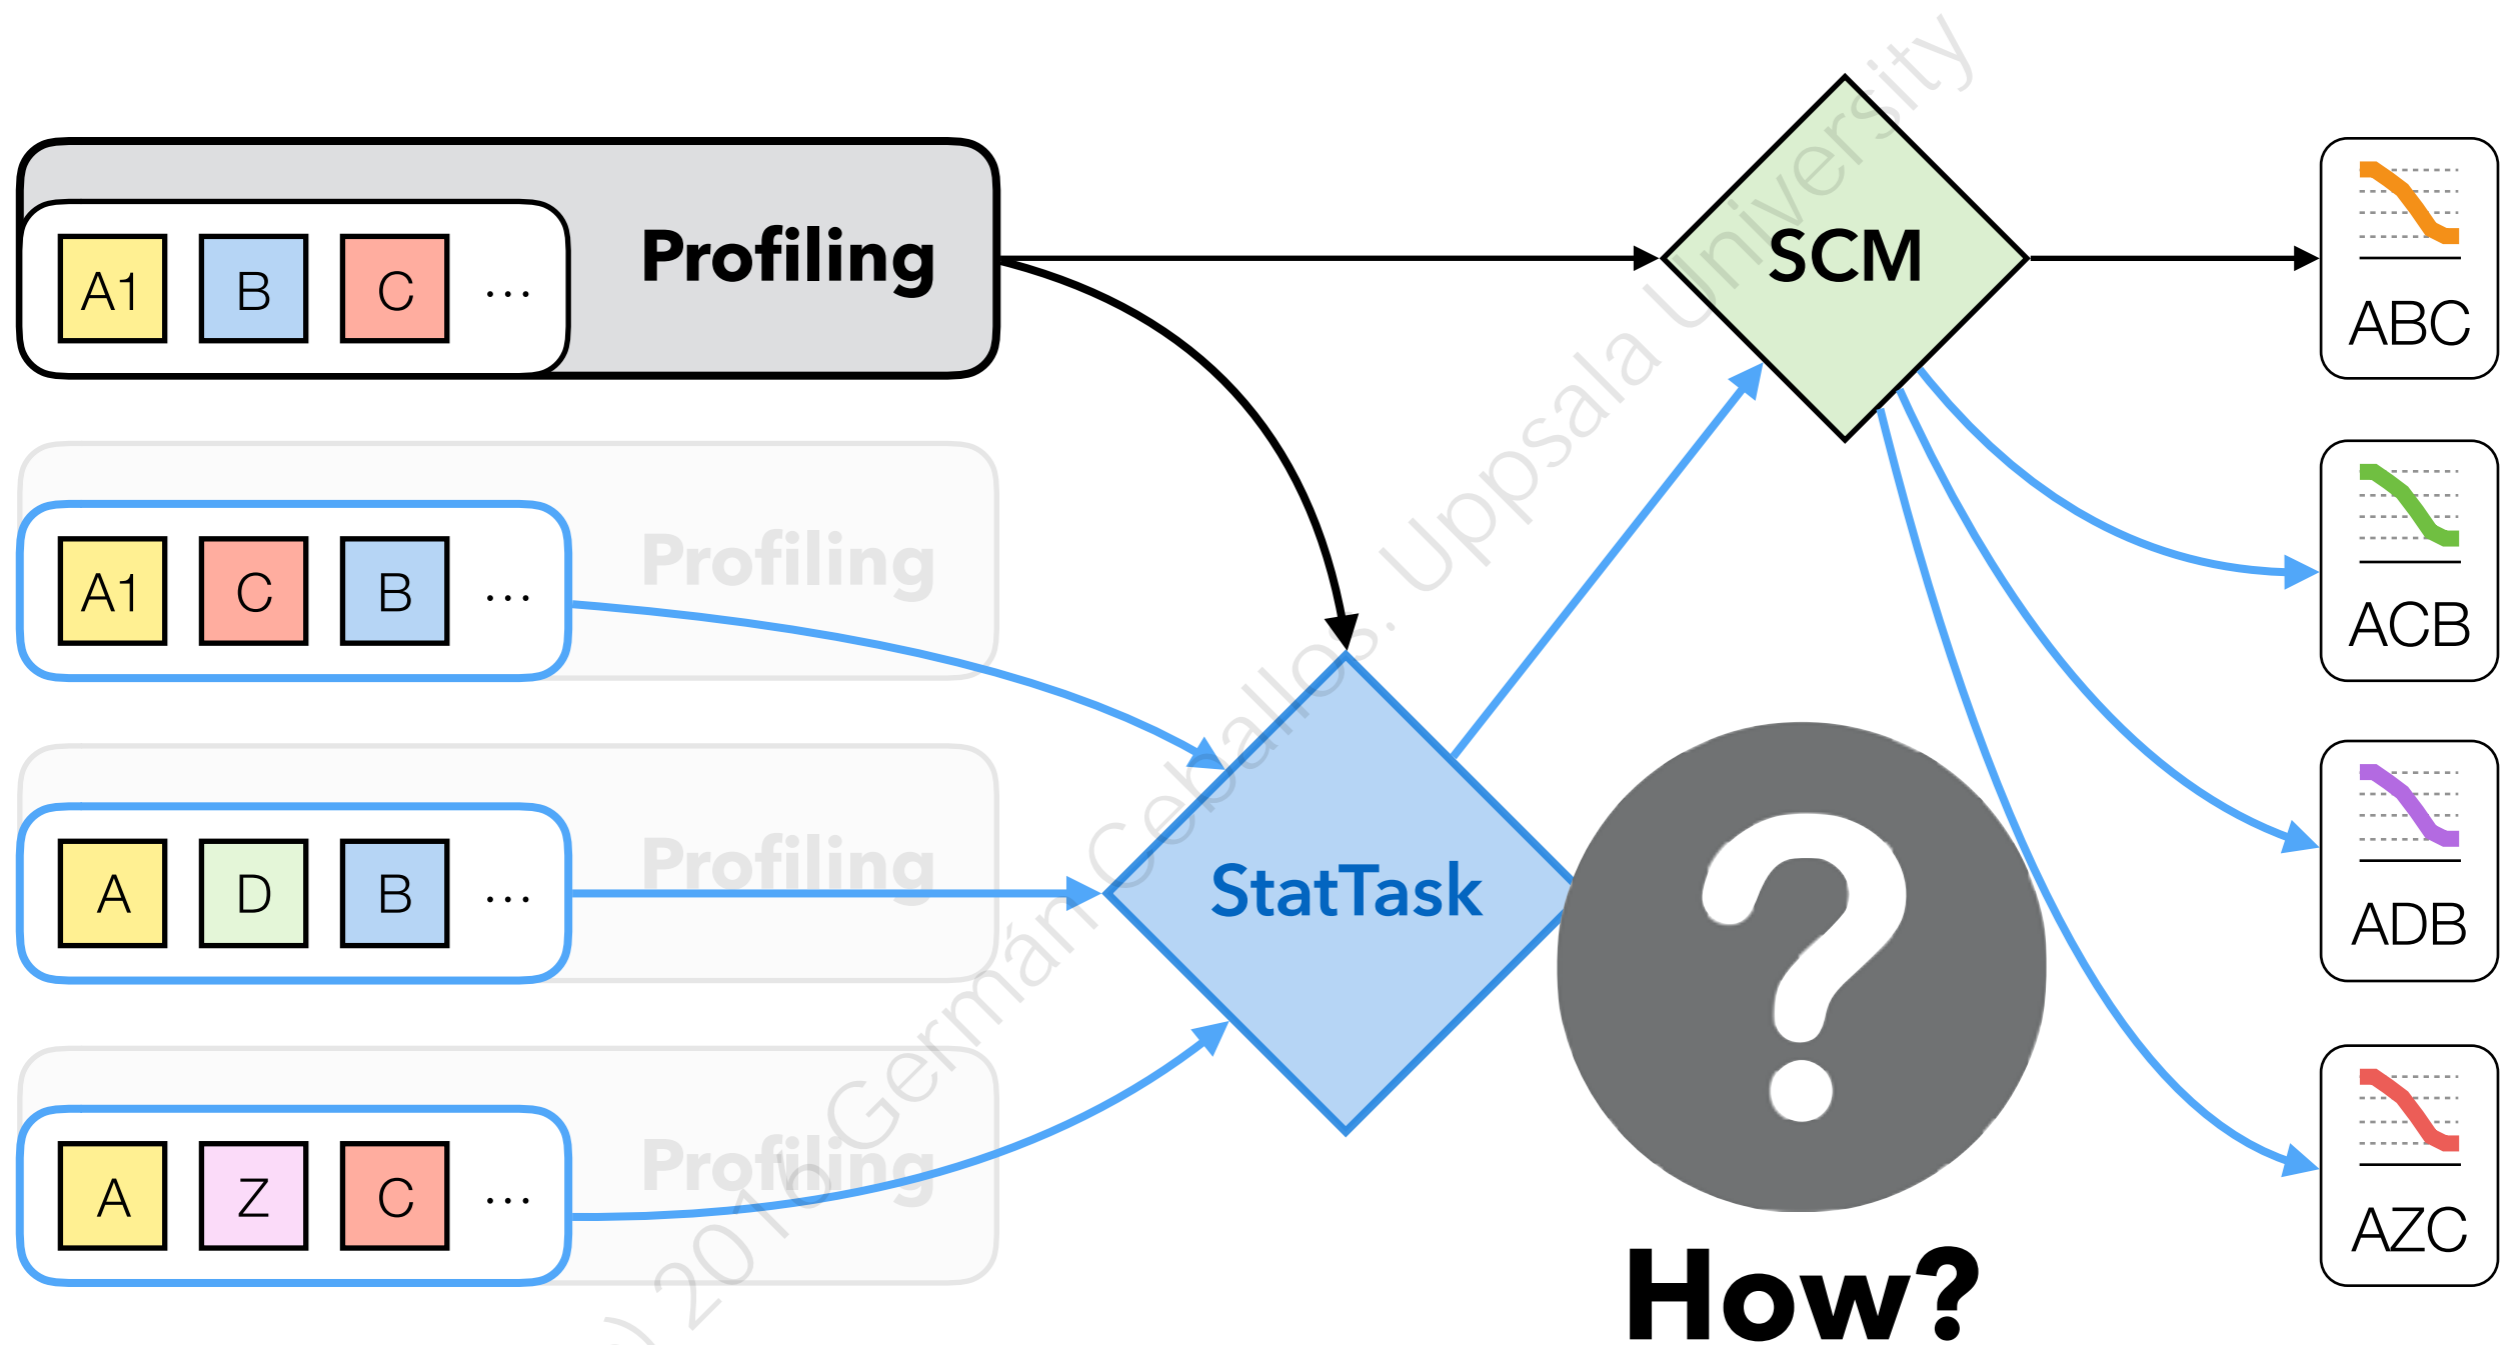 Profiling
A1 B C ...
SCM
ABC
Profiling
A1 C B ...
ACB
Profiling
A D B ...
StatTask
ADB
Profiling
A Z C ...
AZC
How?
) 2016 Germán Ceballos. Uppsala University